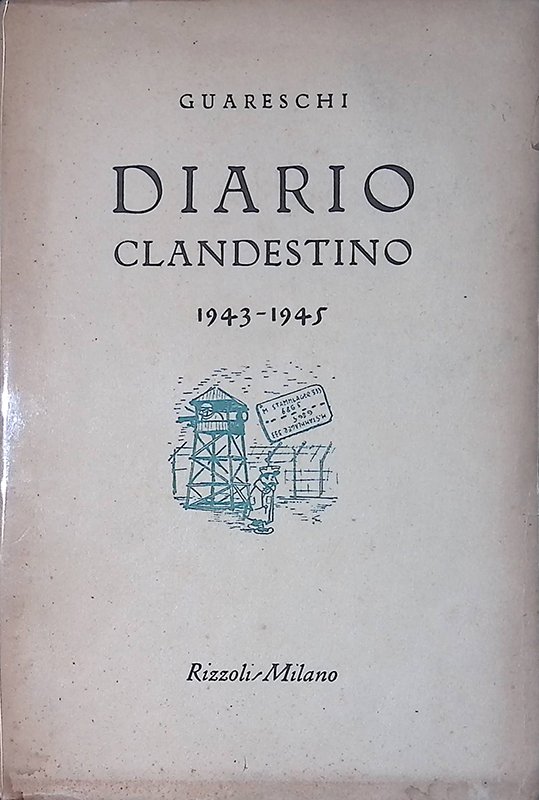 GUARESCHI
DIARIO
CLANDESTINO
1943-1945
Rizzoli-Milano